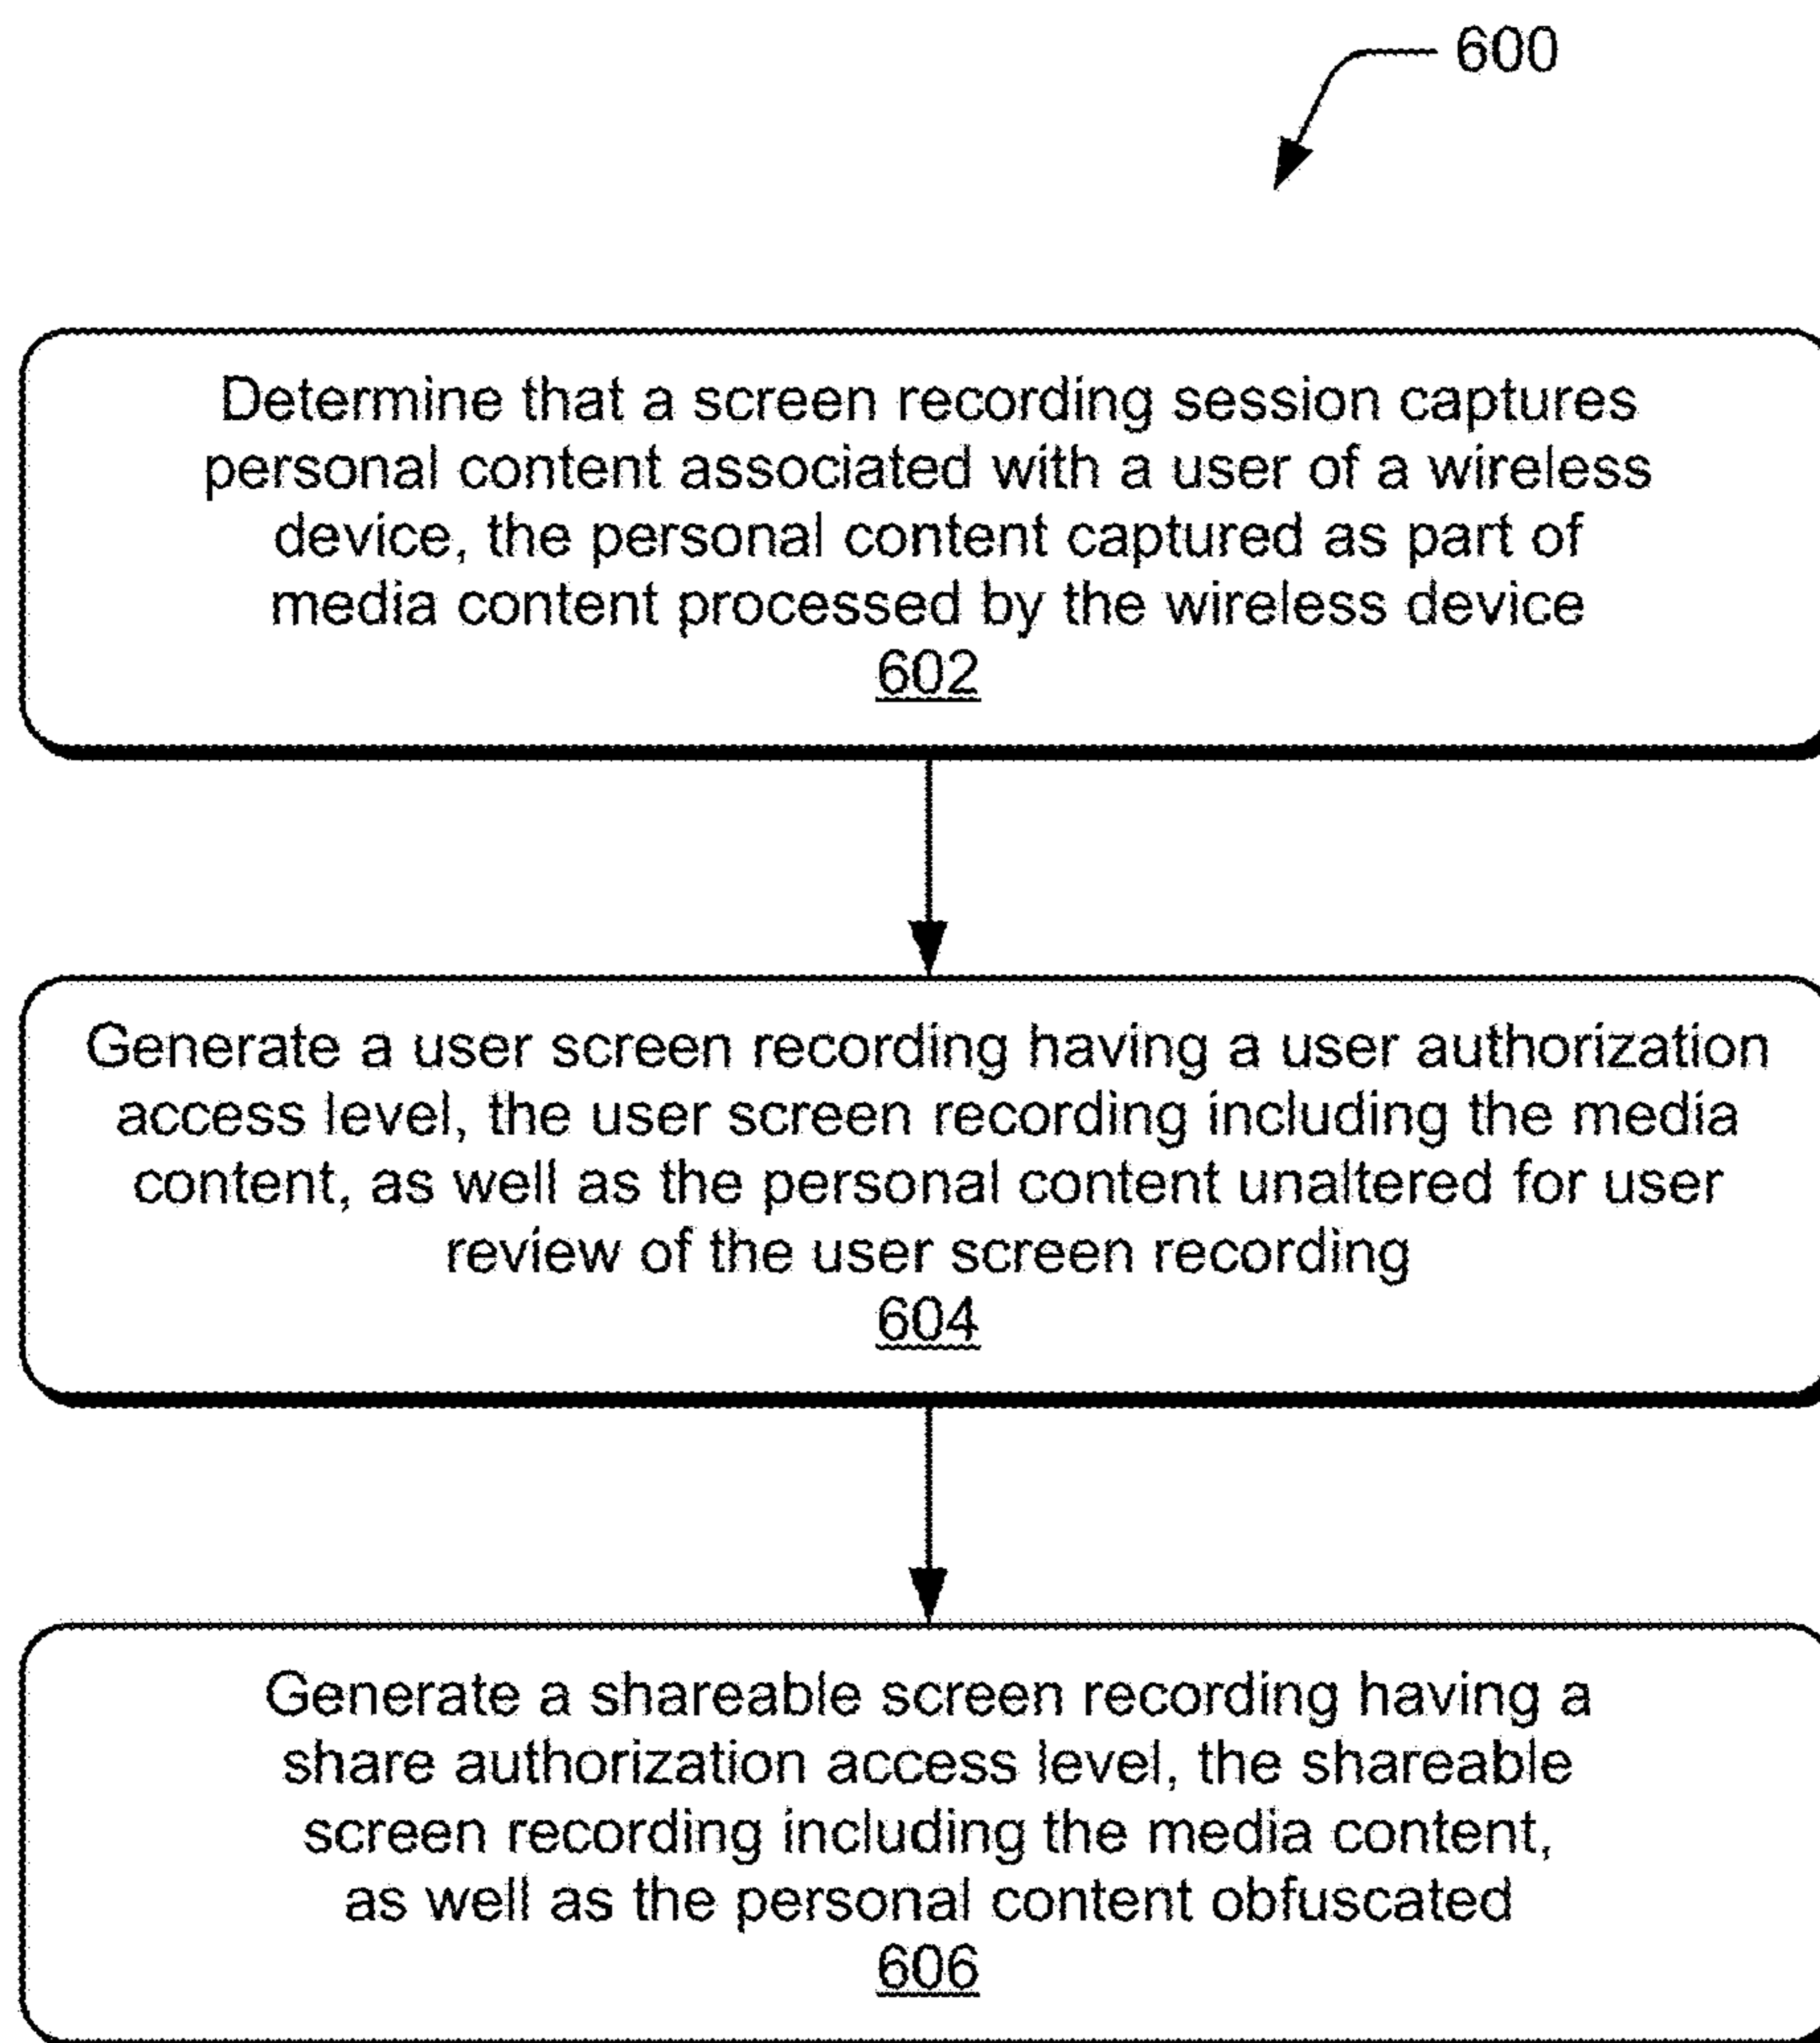 600
Determine that a screen recording session captures
personal content associated with a user of a wireless
device, the personal content captured as part of
media content processed by the wireless device
602
Generate a user screen recording having a user authorization
access level, the user screen recording including the media
content, as well as the personal content unaltered for user
review of the user screen recording
604
Generate a shareable screen recording having a
share authorization access level, the shareable
screen recording including the media content,
as well as the personal content obfuscated
606